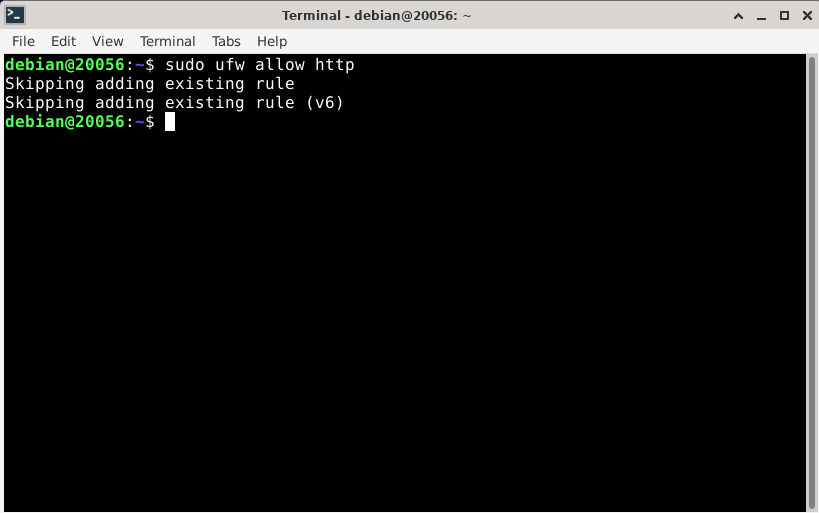 Terminal - debian@20056: ~
File Edit View Terminal Tabs Help
debian@20056:~$ sudo ufw allow http
Skipping adding existing rule
Skipping adding existing rule (v6)
debian@20056:~$